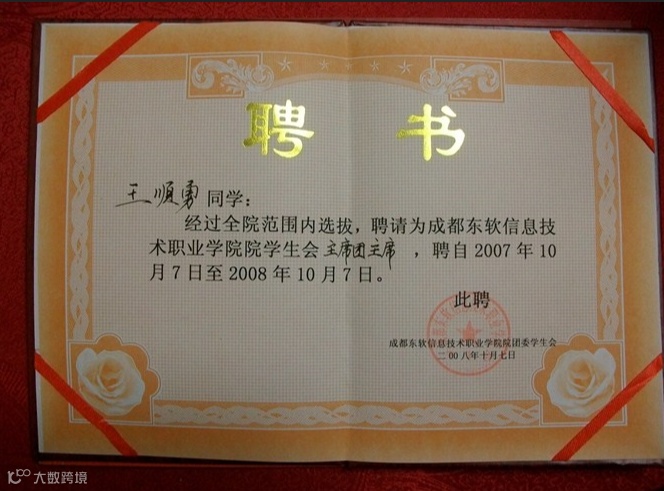 聘 书
王顺勇 同学:
经过全院范围内选拔，聘请为成都东软信息技
术职业学院院学生会主席团主席，聘自2007年10
月7日至2008年10月7日。
此聘
成都东软信息技术职业学院院团委学生会
二00八年十月七日
大数跨境